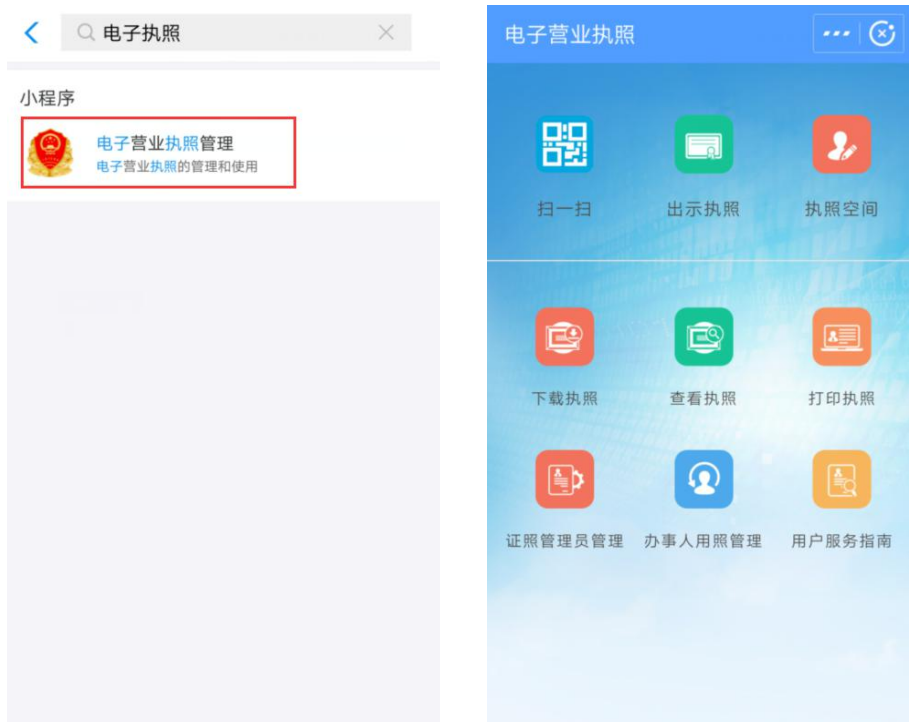 电子执照
小程序
电子营业执照管理
电子营业执照的管理和使用
电子营业执照
扫一扫
出示执照
执照空间
下载执照
查看执照
打印执照
证照管理员管理
办事人用照管理
用户服务指南